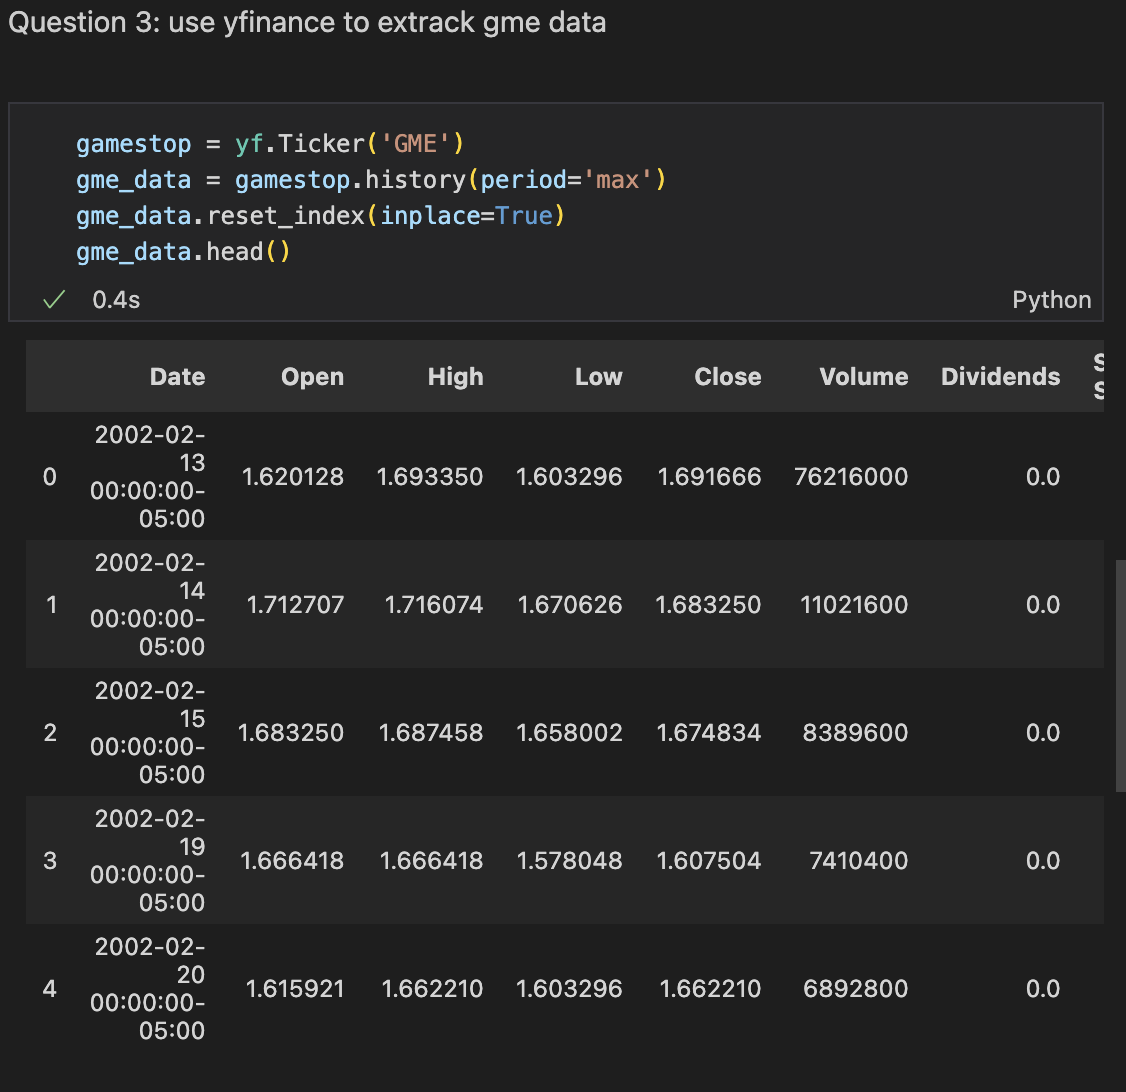 Question 3: use yfinance to extrack gme data
gamestop = yf.Ticker('GME')
gme_data = gamestop.history(period='max')
gme_data.reset_index(inplace=True)
gme_data.head()
0.4s Python
Date Open High Low Close Volume Dividends S
S
0 2002-02-13 00:00:00-05:00 1.620128 1.693350 1.603296 1.691666 76216000 0.0
1 2002-02-14 00:00:00-05:00 1.712707 1.716074 1.670626 1.683250 11021600 0.0
2 2002-02-15 00:00:00-05:00 1.683250 1.687458 1.658002 1.674834 8389600 0.0
3 2002-02-19 00:00:00-05:00 1.666418 1.666418 1.578048 1.607504 7410400 0.0
4 2002-02-20 00:00:00-05:00 1.615921 1.662210 1.603296 1.662210 6892800 0.0